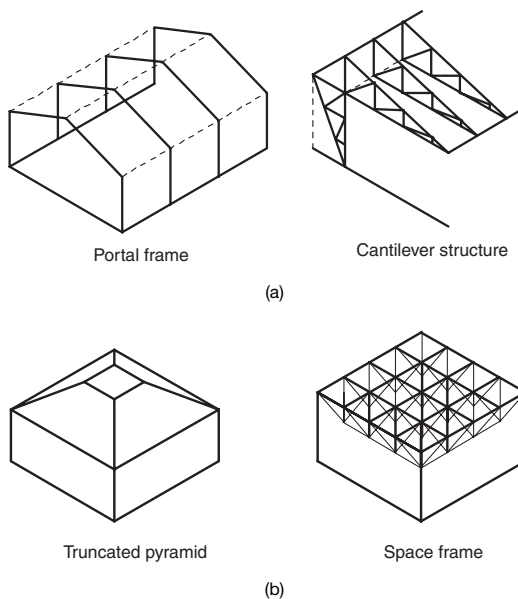 Portal frame
Cantilever structure
(a)
Truncated pyramid
Space frame
(b)